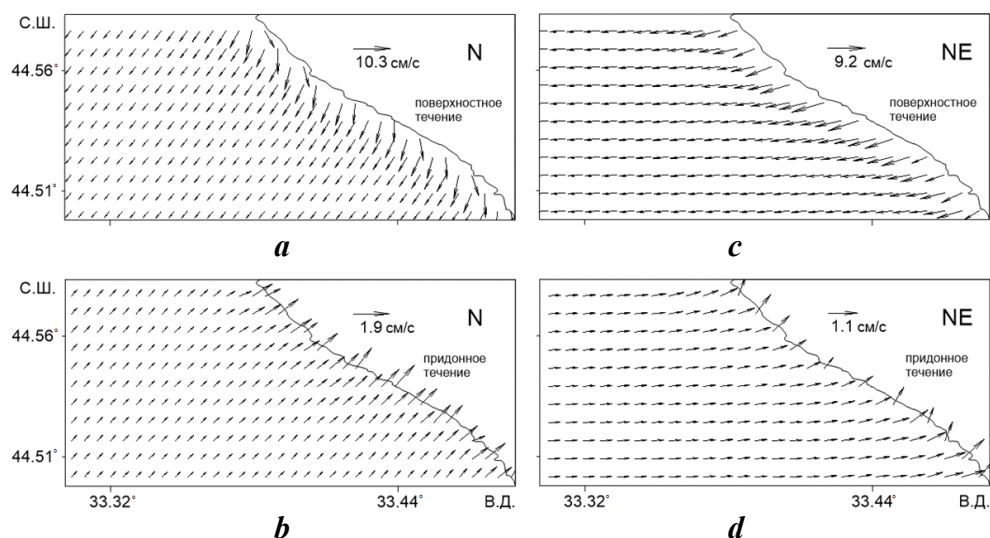 С.Ш.
44.56°
44.51°
10.3 см/с
N
поверхностное
течение
a
9.2 см/с
NE
поверхностное
течение
c
С.Ш.
44.56°
44.51°
1.9 см/с
N
придонное
течение
33.32°
33.44°
В.Д.
b
1.1 см/с
NE
придонное
течение
33.32°
33.44°
В.Д.
d